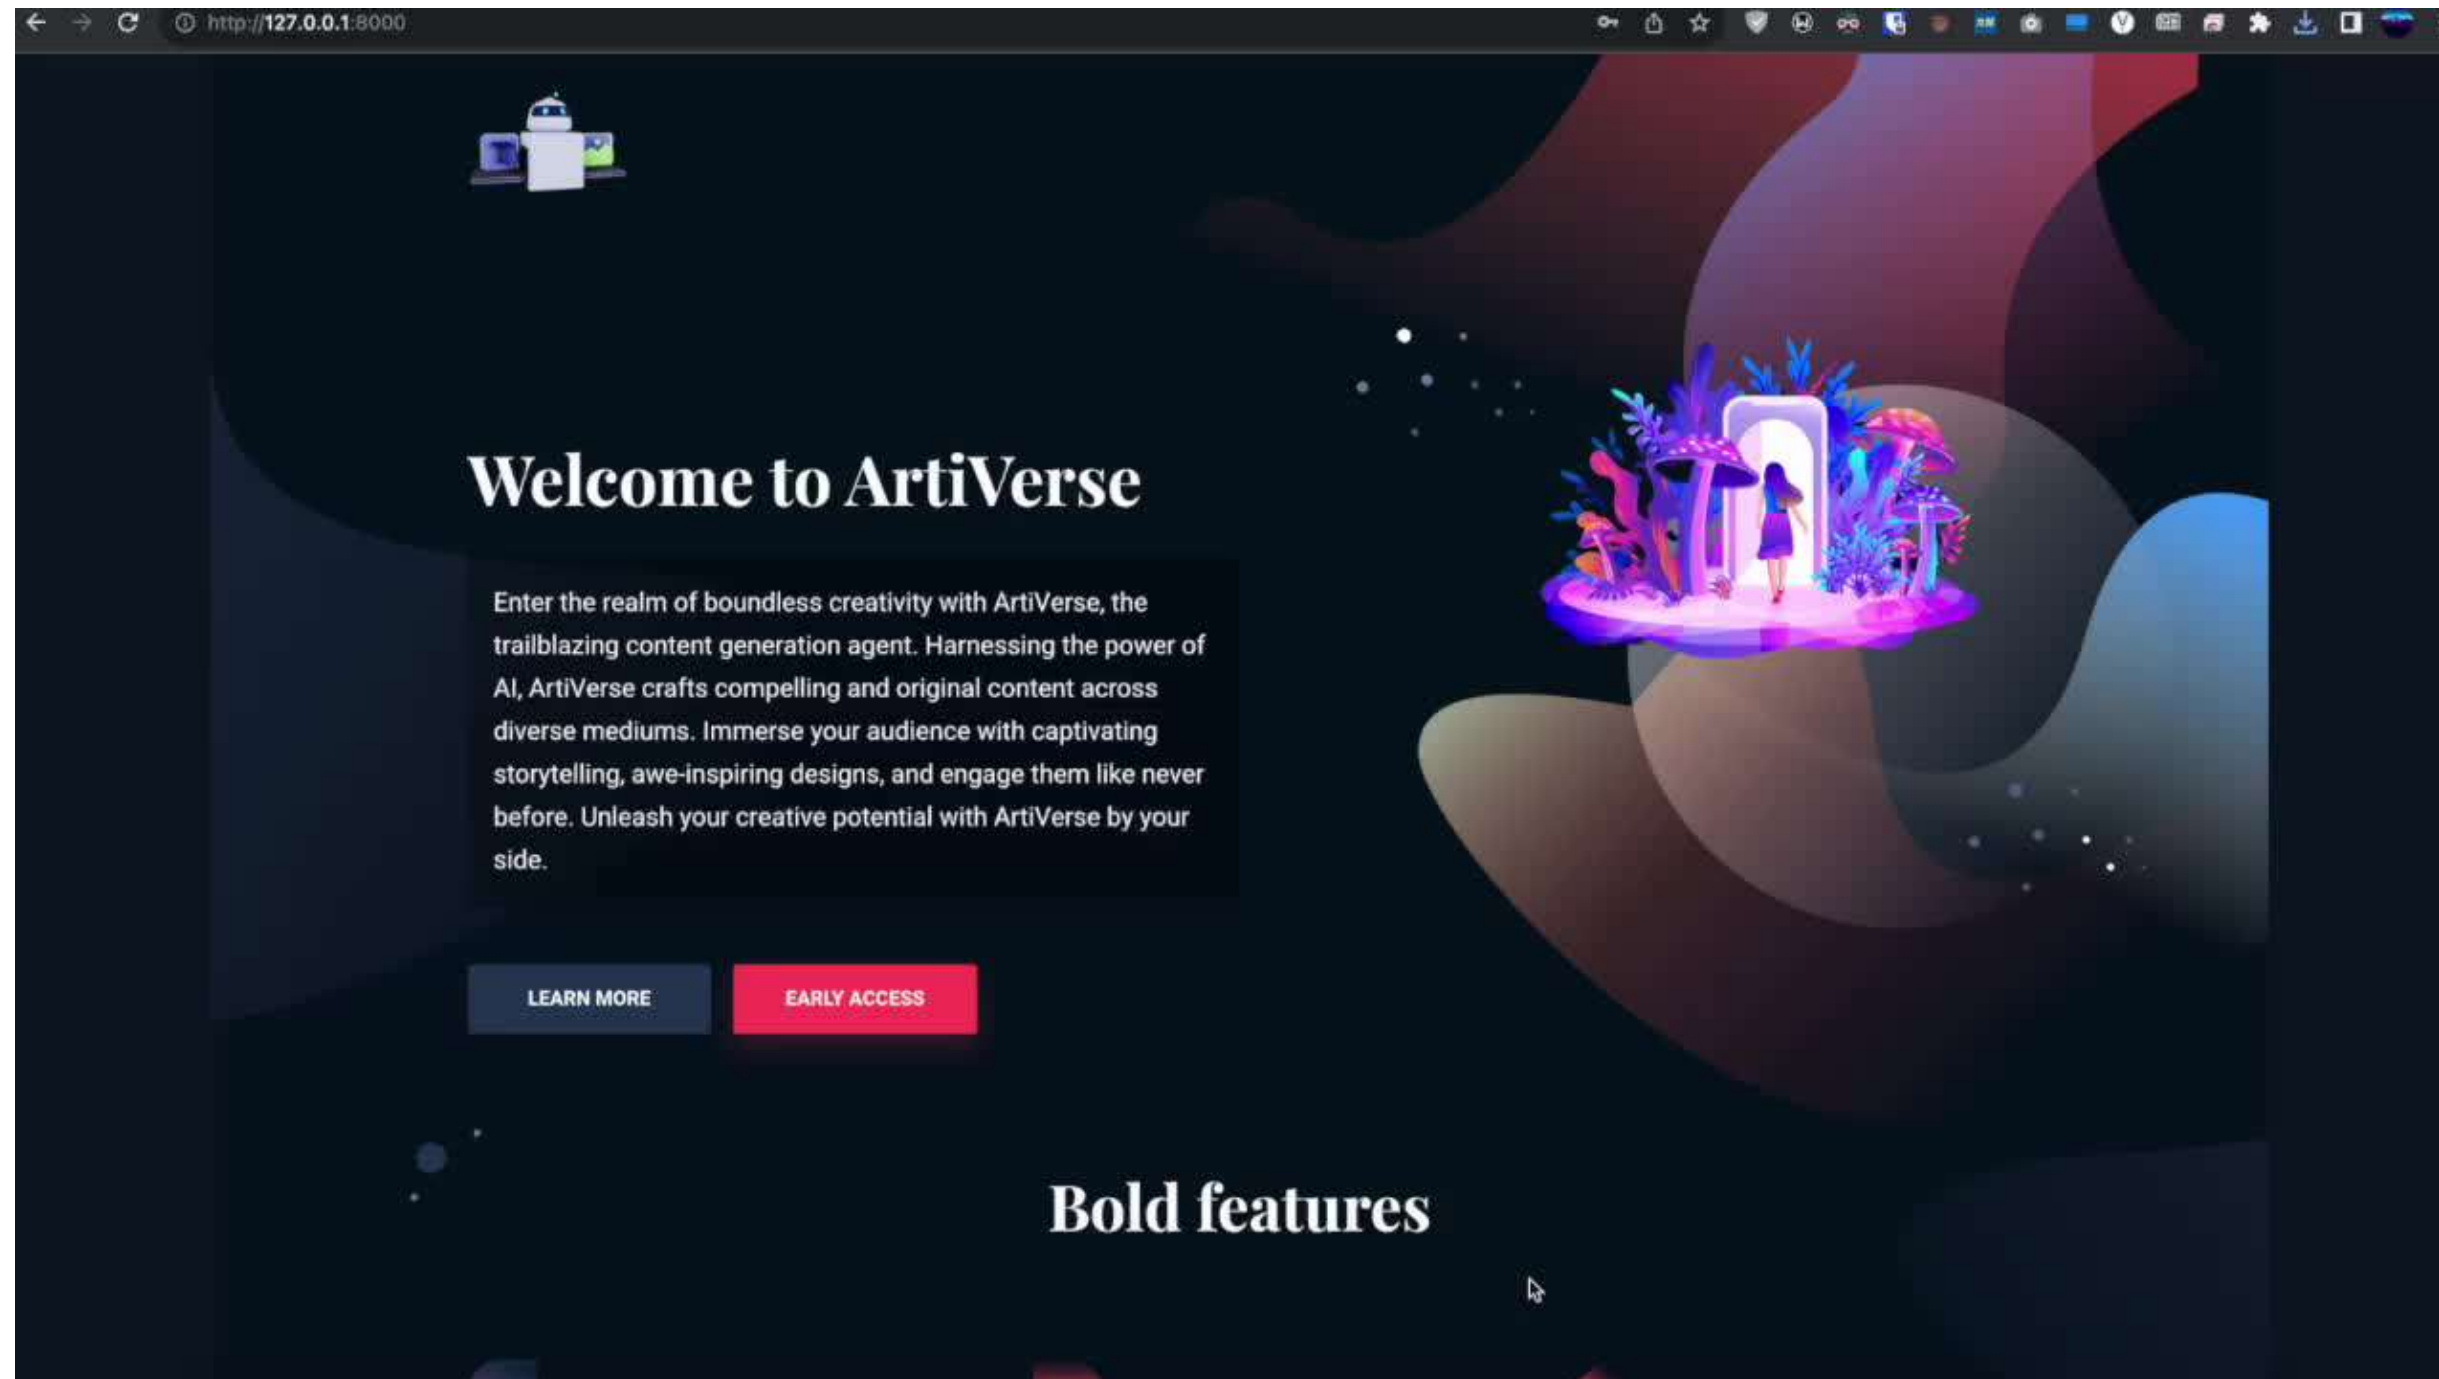 http://127.0.0.1:8000
Welcome to ArtiVerse
Enter the realm of boundless creativity with ArtiVerse, the
trailblazing content generation agent. Harnessing the power of
AI, ArtiVerse crafts compelling and original content across
diverse mediums. Immerse your audience with captivating
storytelling, awe-inspiring designs, and engage them like never
before. Unleash your creative potential with ArtiVerse by your
side.
LEARN MORE
EARLY ACCESS
Bold features